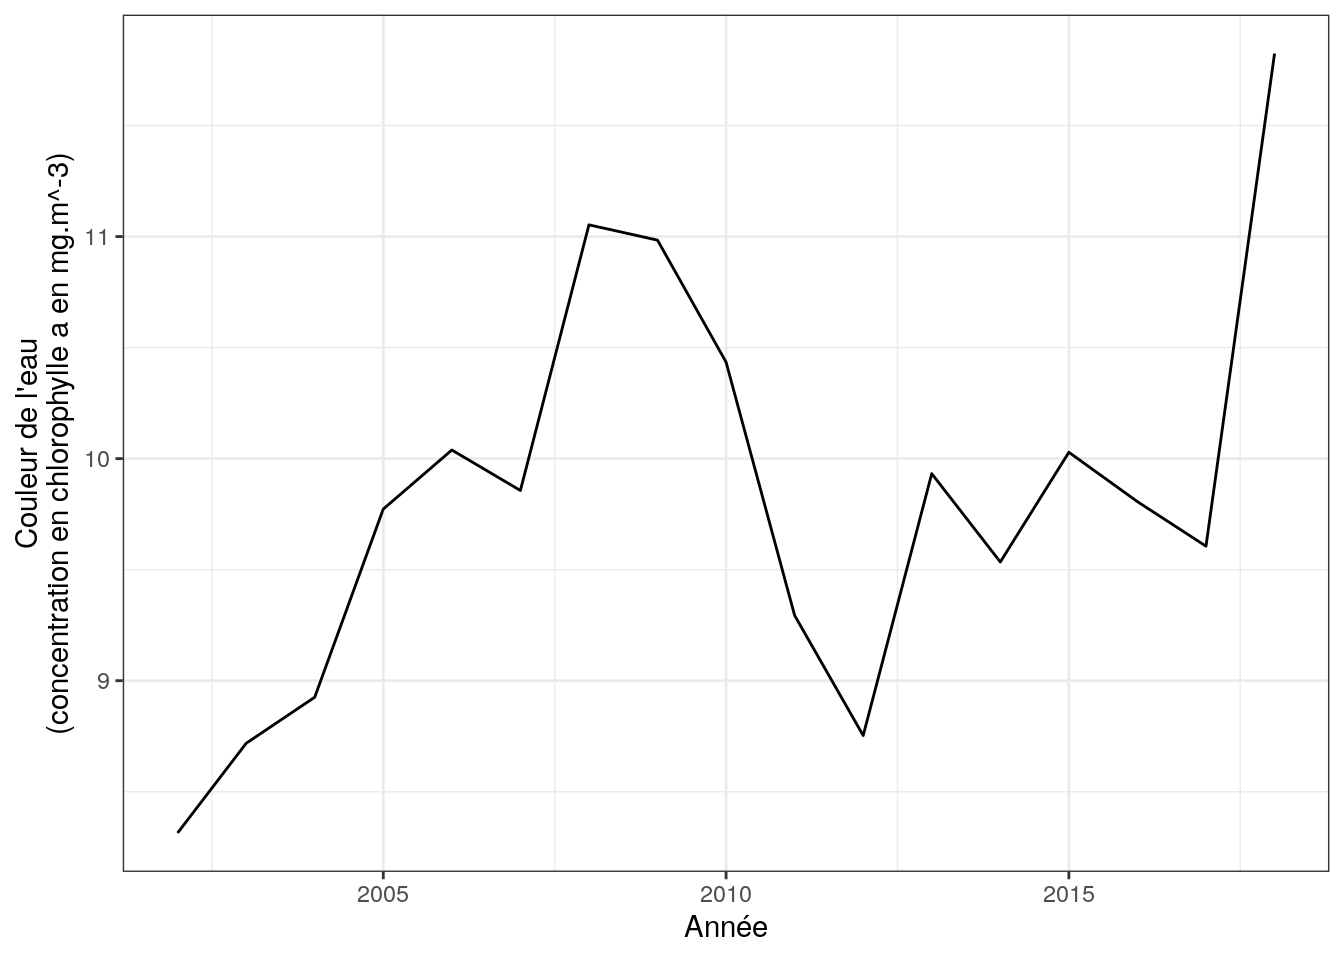 Couleur de l'eau
(concentration en chlorophylle a en mg.m^-3)
11
10
9
2005
2010
2015
Année